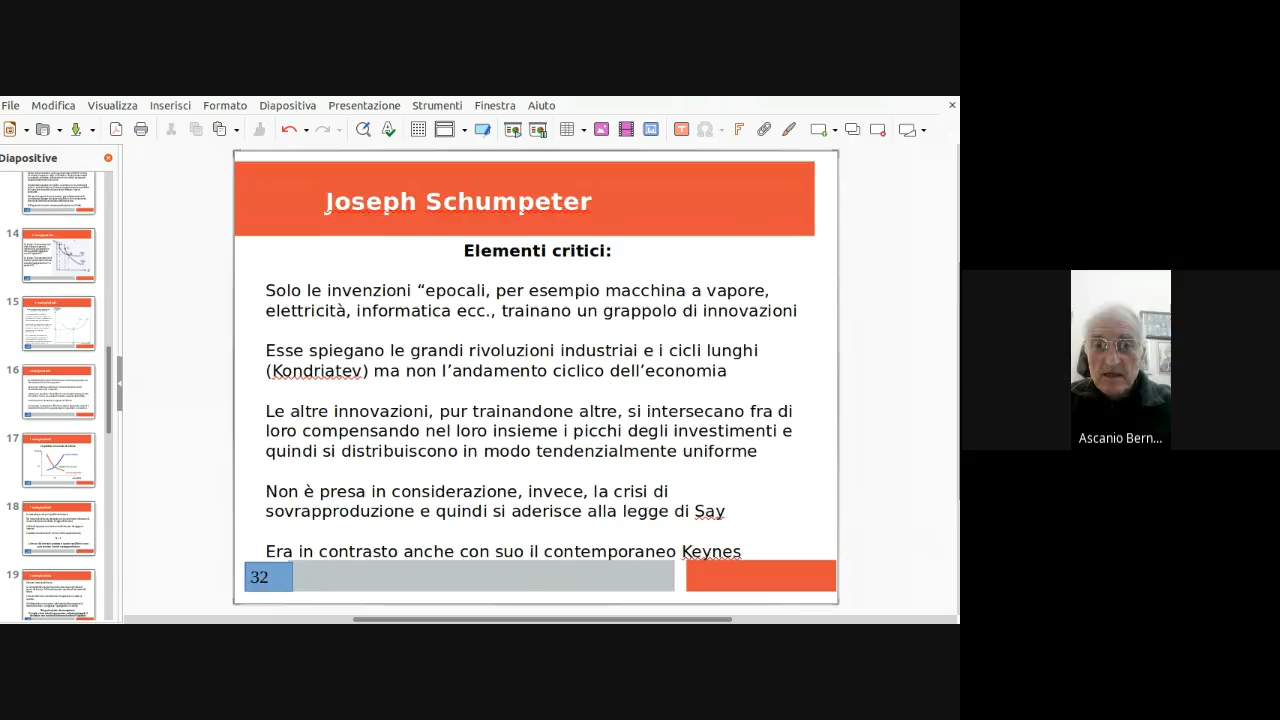 File Modifica Visualizza Inserisci Formato Diapositiva Presentazione Strumenti Finestra Aiuto
Diapositive
14
15
16
17
18
19
Joseph Schumpeter
Elementi critici:
Solo le invenzioni “epocali, per esempio macchina a vapore,
elettricità, informatica ecc., trainano un grappolo di innovazioni
Esse spiegano le grandi rivoluzioni industriai e i cicli lunghi
(Kondriatev) ma non l’andamento ciclico dell’economia
Le atre innovazioni, pur trainandone altre, si intersecano fra di
loro compensando nel loro insieme i picchi degli investimenti e
quindi si distribuiscono in modo tendenzialmente uniforme
Non è presa in considerazione, invece, la crisi di
sovrapproduzione e quindi si aderisce alla legge di Say
Era in contrasto anche con suo il contemporaneo Keynes
32
Ascanio Bern...